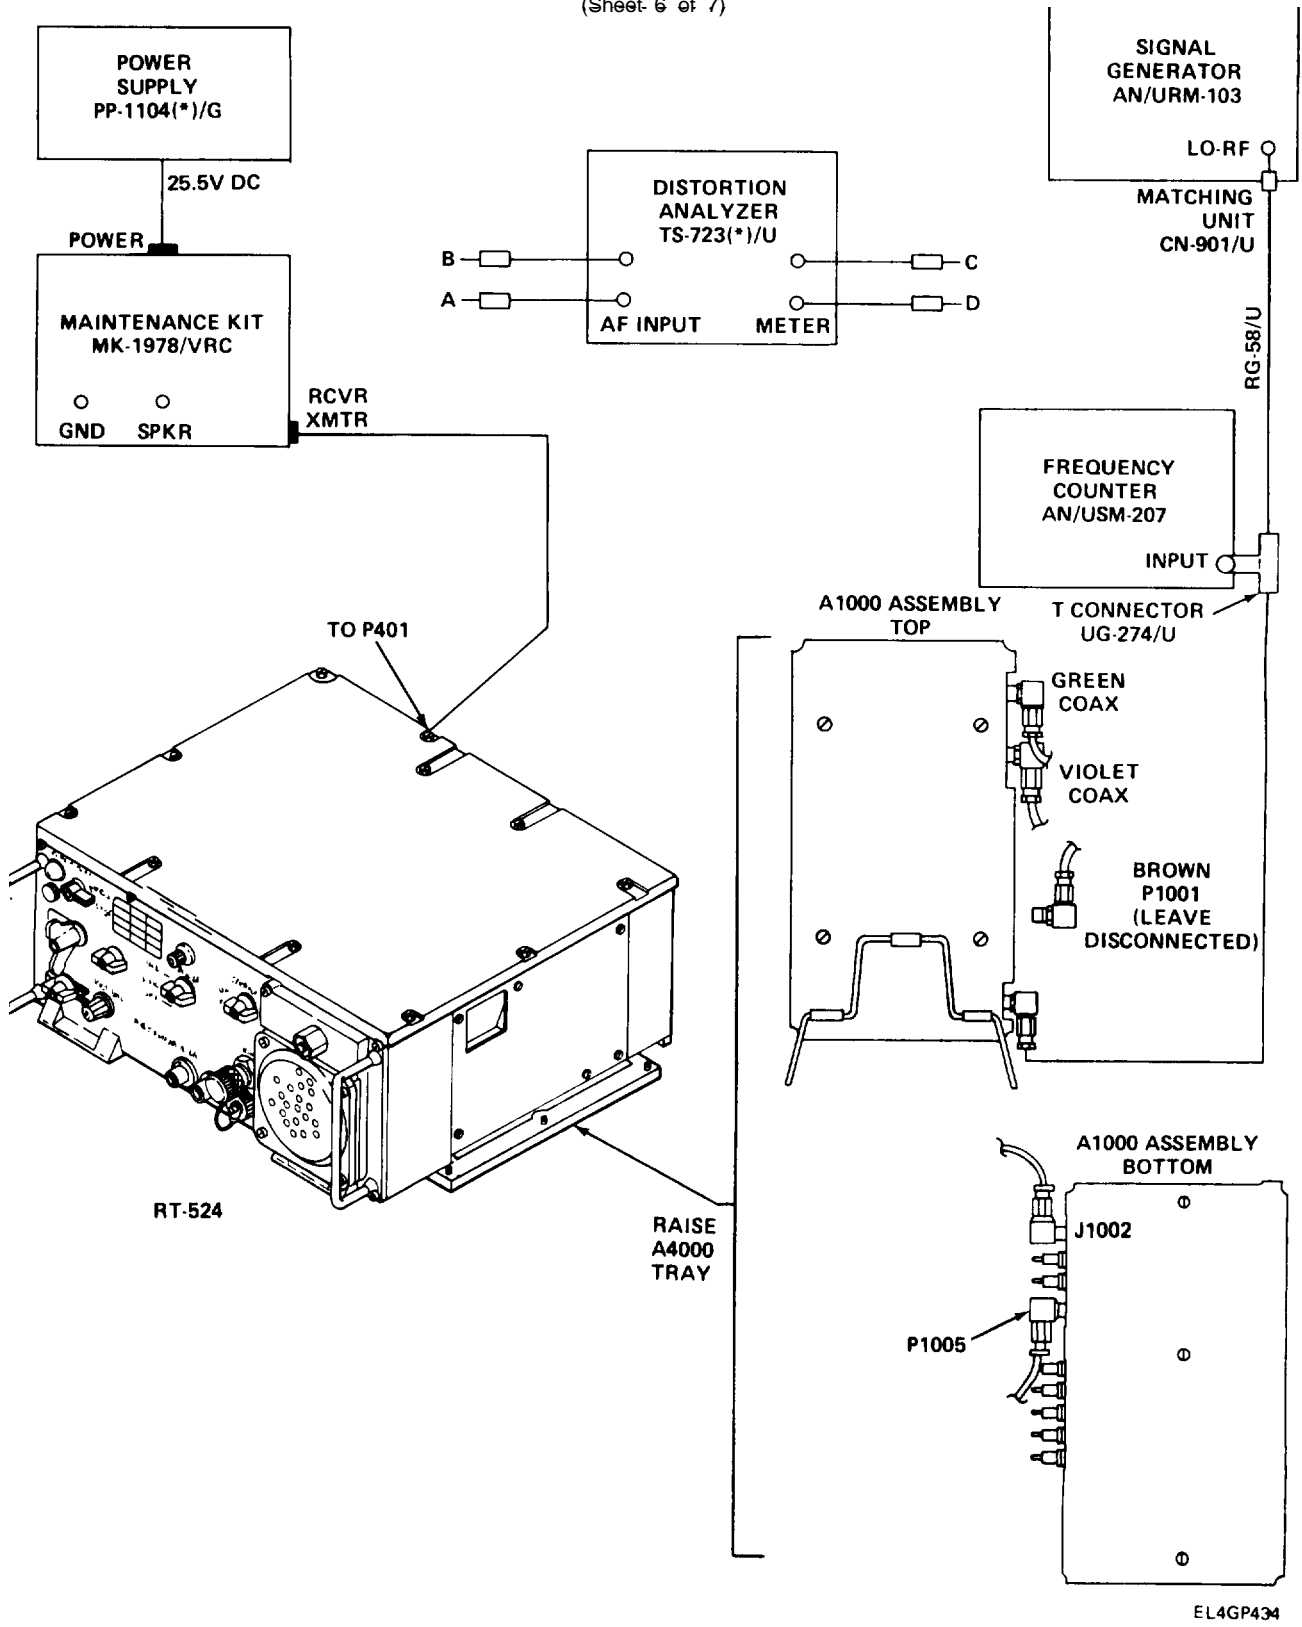 (Sheet 6 of 7)
POWER
SUPPLY
PP-1104(*)/G
25.5V DC
POWER
MAINTENANCE KIT
MK-1978/VRC
GND
SPKR
RCVR
XMTR
DISTORTION
ANALYZER
TS-723(*)/U
B
A
C
D
AF INPUT
METER
SIGNAL
GENERATOR
AN/URM-103
LO-RF
MATCHING
UNIT
CN-901/U
RG-58/U
FREQUENCY
COUNTER
AN/USM-207
INPUT
T CONNECTOR
UG-274/U
TO P401
A1000 ASSEMBLY
TOP
GREEN
COAX
VIOLET
COAX
BROWN
P1001
(LEAVE
DISCONNECTED)
RT-524
RAISE
A4000
TRAY
A1000 ASSEMBLY
BOTTOM
J1002
P1005
EL4GP434